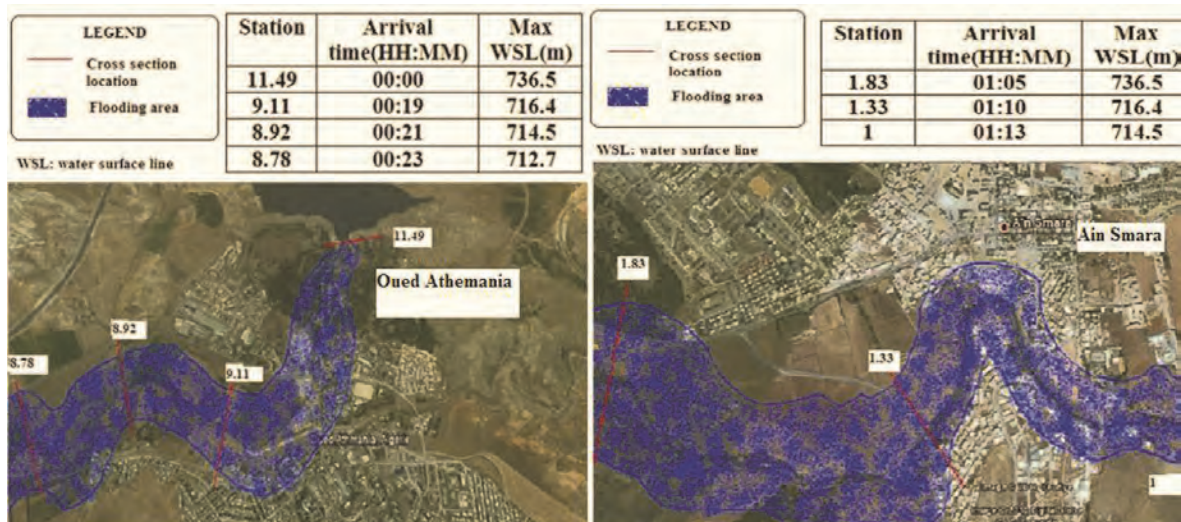 LEGEND
Cross section
location
Flooding area
WSL: water surface line
Station Arrival time(HH:MM) Max WSL(m)
11.49 00:00 736.5
9.11 00:19 716.4
8.92 00:21 714.5
8.78 00:23 712.7
11.49
Oued Athemania
8.92
8.78
9.11
LEGEND
Cross section
location
Flooding area
WSL: water surface line
Station Arrival time(HH:MM) Max WSL(m)
1.83 01:05 736.5
1.33 01:10 716.4
1 01:13 714.5
Ain Smara
Ain Smara
1.83
1.33
1